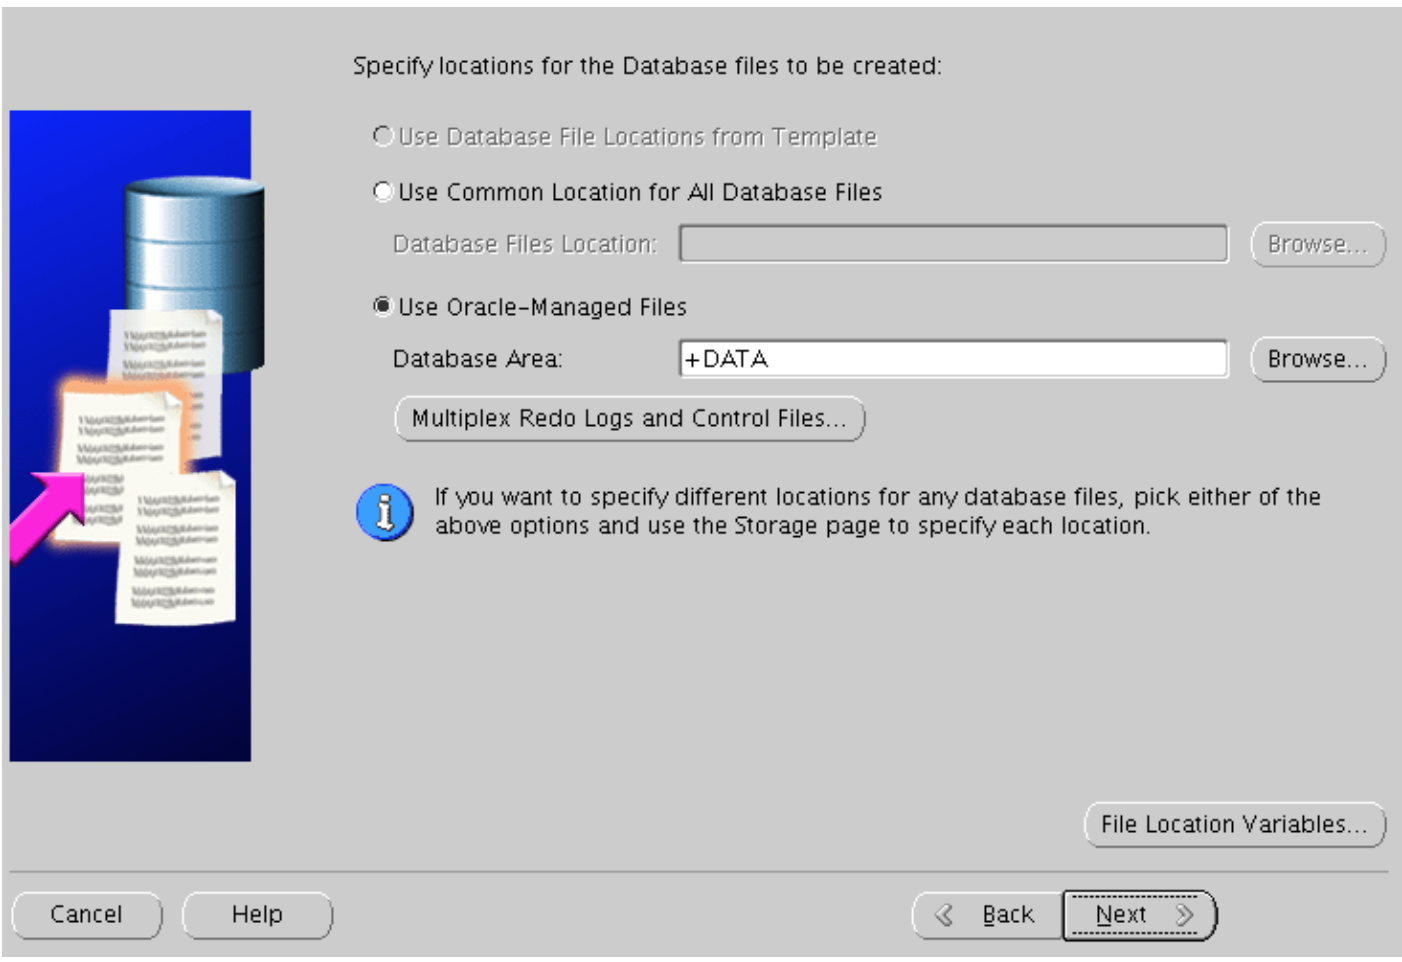 Specify locations for the Database files to be created:
Use Database File Locations from Template
Use Common Location for All Database Files
Database Files Location: Browse...
Use Oracle-Managed Files
Database Area: +DATA Browse...
Multiplex Redo Logs and Control Files...
If you want to specify different locations for any database files, pick either of the
above options and use the Storage page to specify each location.
File Location Variables...
Cancel Help Back Next